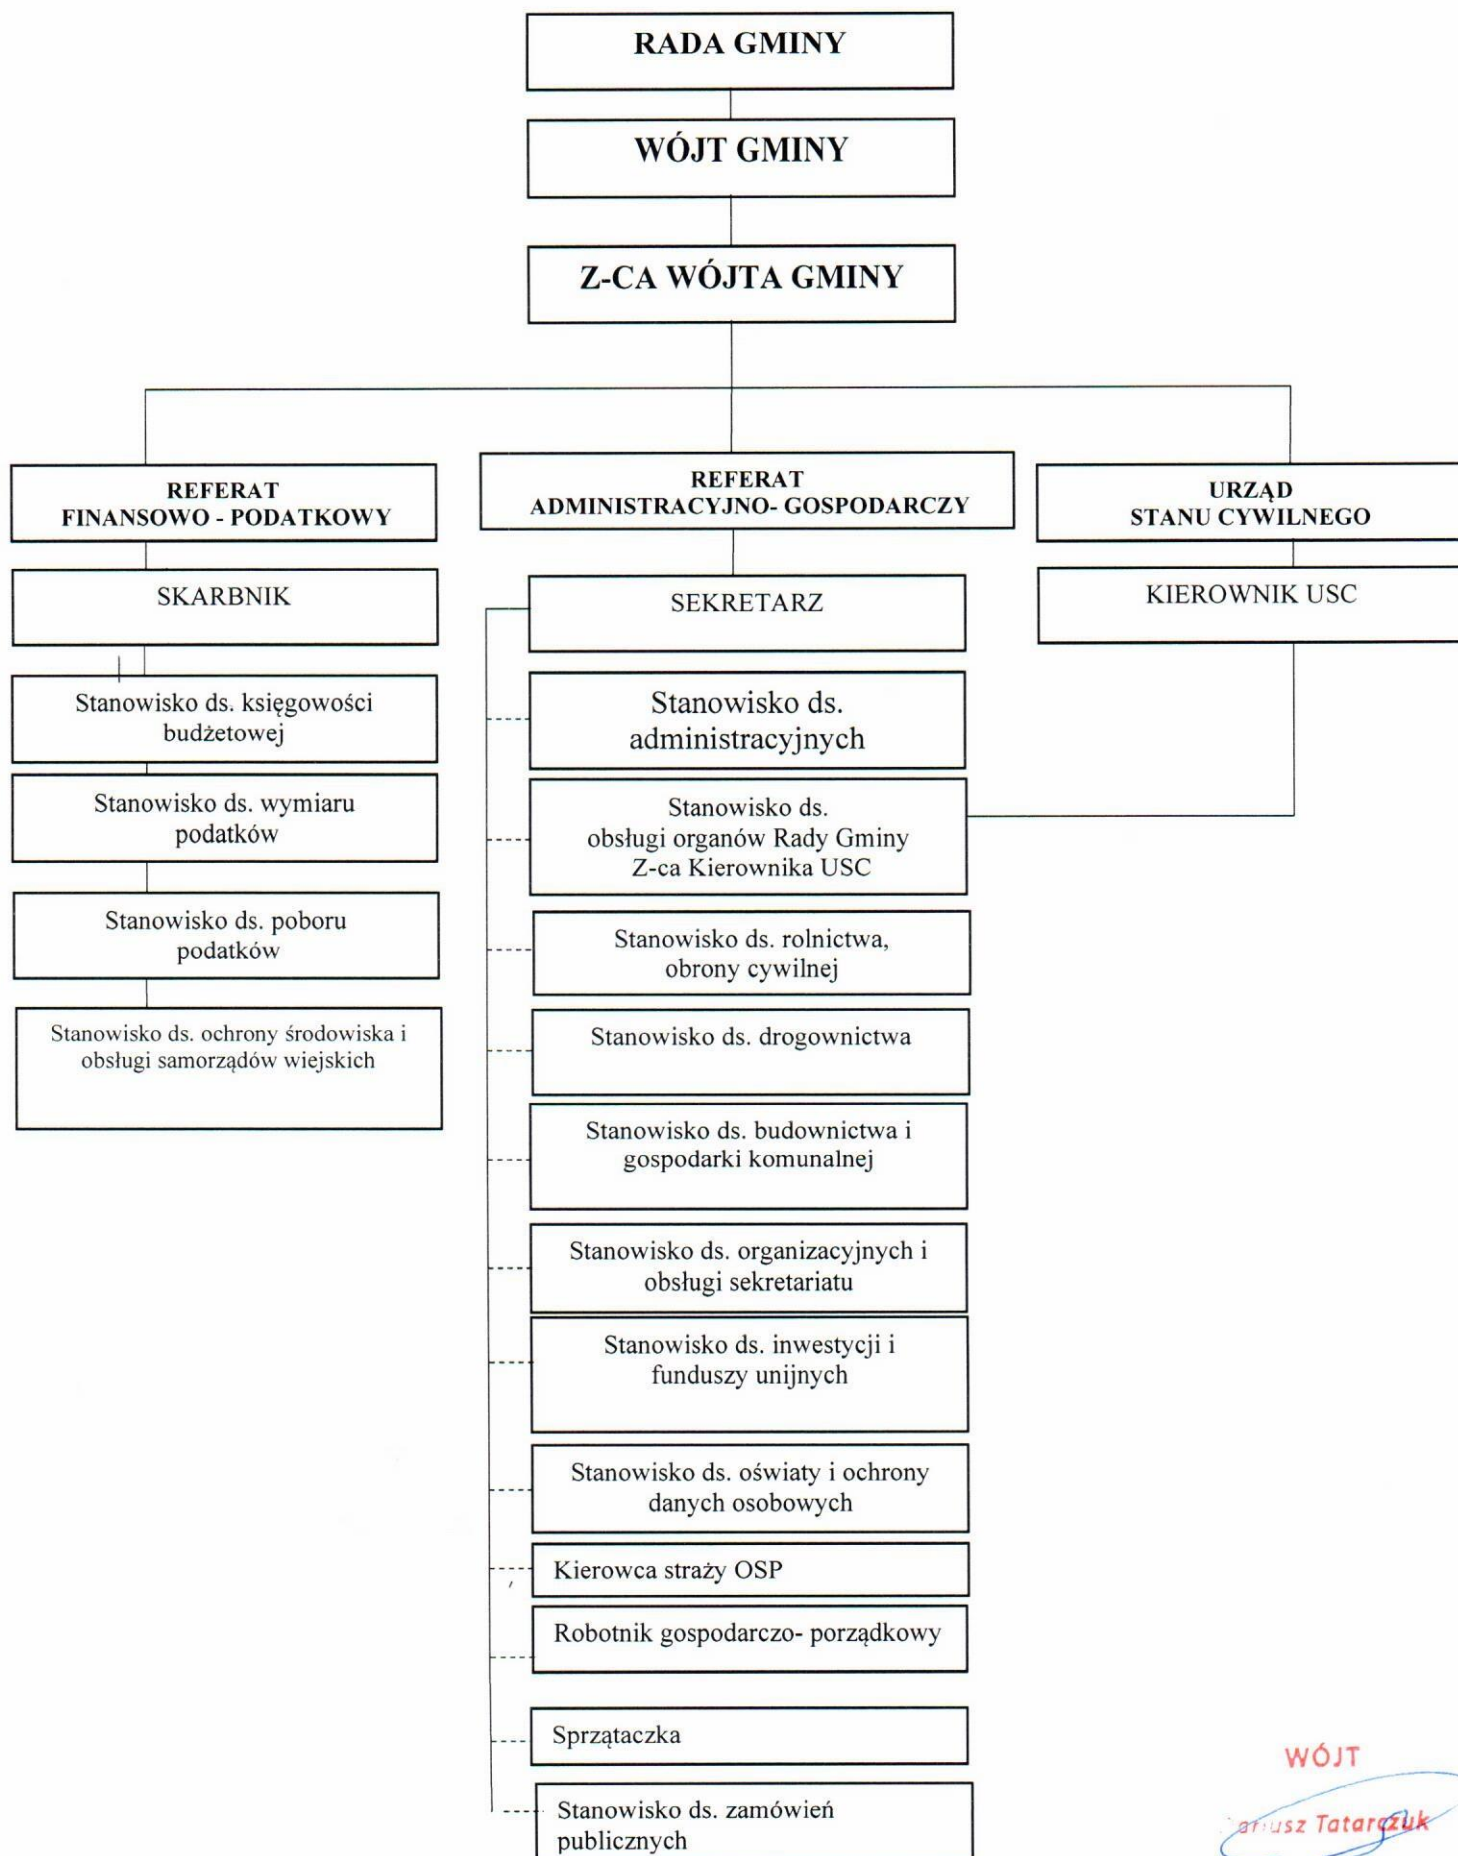 RADA GMINY
WÓJT GMINY
Z-CA WÓJTA GMINY
REFERAT
FINANSOWO - PODATKOWY
SKARBNIK
Stanowisko ds. księgowości
budżetowej
Stanowisko ds. wymiaru
podatków
Stanowisko ds. poboru
podatków
Stanowisko ds. ochrony środowiska i
obsługi samorządów wiejskich
REFERAT
ADMINISTRACYJNO- GOSPODARCZY
SEKRETARZ
Stanowisko ds.
administracyjnych
Stanowisko ds.
obsługi organów Rady Gminy
Z-ca Kierownika USC
Stanowisko ds. rolnictwa,
obrony cywilnej
Stanowisko ds. drogownictwa
Stanowisko ds. budownictwa i
gospodarki komunalnej
Stanowisko ds. organizacyjnych i
obsługi sekretariatu
Stanowisko ds. inwestycji i
funduszy unijnych
Stanowisko ds. oświaty i ochrony
danych osobowych
Kierowca straży OSP
Robotnik gospodarczo- porządkowy
Sprzątaczka
Stanowisko ds. zamówień
publicznych
URZĄD
STANU CYWILNEGO
KIEROWNIK USC
WÓJT
Dariusz Tatarczuk